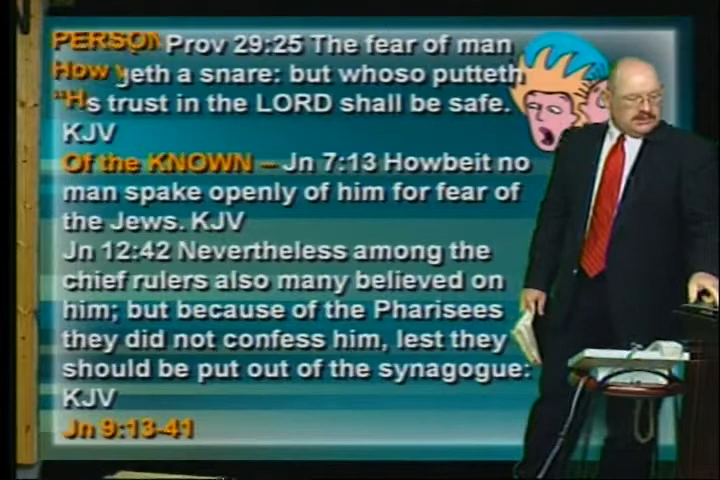 PERSON Prov 29:25 The fear of man
How yeth a snare: but whoso putteth
"Hs trust in the LORD shall be safe.
KJV
Of the KNOWN – Jn 7:13 Howbeit no
man spake openly of him for fear of
the Jews. KJV
Jn 12:42 Nevertheless among the
chief rulers also many believed on
him; but because of the Pharisees
they did not confess him, lest they
should be put out of the synagogue:
KJV
Jn 9:13-41